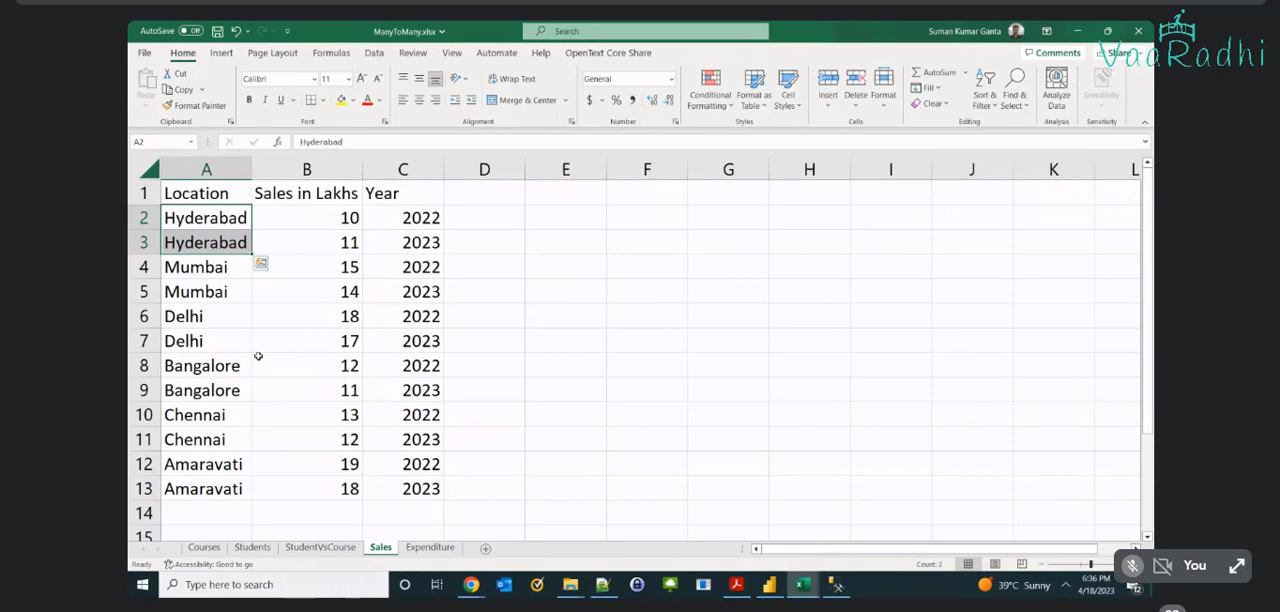 VaaRadhi
AutoSave Off
ManyToMany.xlsx
Search
Suman Kumar Ganta
File Home Insert Page Layout Formulas Data Review View Automate Help OpenText Core Share
Comments Share
Paste
Cut
Copy
Format Painter
Clipboard
Calibri 11
B I U
Font
Wrap Text
Merge & Center
Alignment
General
$ % ,
Number
Conditional Formatting
Format as Table
Cell Styles
Styles
Insert Delete Format
Cells
AutoSum
Fill
Clear
Sort & Filter
Find & Select
Editing
Analyze Data
Analysis
Sensitivity
Sensitivity
A2 fx Hyderabad
A B C D E F G H I J K L
1 Location Sales in Lakhs Year
2 Hyderabad 10 2022
3 Hyderabad 11 2023
4 Mumbai 15 2022
5 Mumbai 14 2023
6 Delhi 18 2022
7 Delhi 17 2023
8 Bangalore 12 2022
9 Bangalore 11 2023
10 Chennai 13 2022
11 Chennai 12 2023
12 Amaravati 19 2022
13 Amaravati 18 2023
14
15
Courses Students StudentVsCourse Sales Expenditure
Ready Accessibility: Good to go Count: 2
You
Type here to search
39°C Sunny
6:36 PM
4/18/2023
12